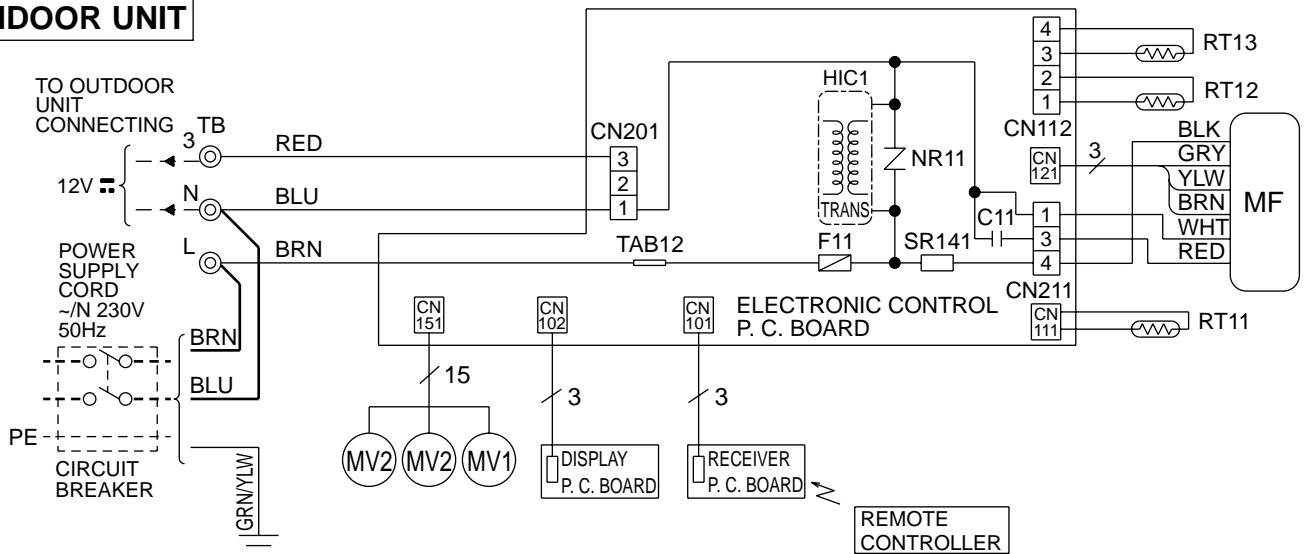 NDOOR UNIT
TO OUTDOOR
UNIT
CONNECTING
TB
3
RED
12V
N
BLU
L
BRN
POWER
SUPPLY
CORD
~/N 230V
50Hz
BRN
BLU
PE
CIRCUIT
BREAKER
GRN/YLW
CN201
3
2
1
TAB12
HIC1
TRANS
NR11
F11
SR141
C11
CN112
4
3
2
1
RT13
RT12
CN
121
3
BLK
GRY
YLW
BRN
WHT
RED
MF
1
3
4
CN211
CN
111
RT11
ELECTRONIC CONTROL
P. C. BOARD
CN
151
15
MV2
MV2
MV1
CN
102
3
DISPLAY
P. C. BOARD
CN
101
3
RECEIVER
P. C. BOARD
REMOTE
CONTROLLER